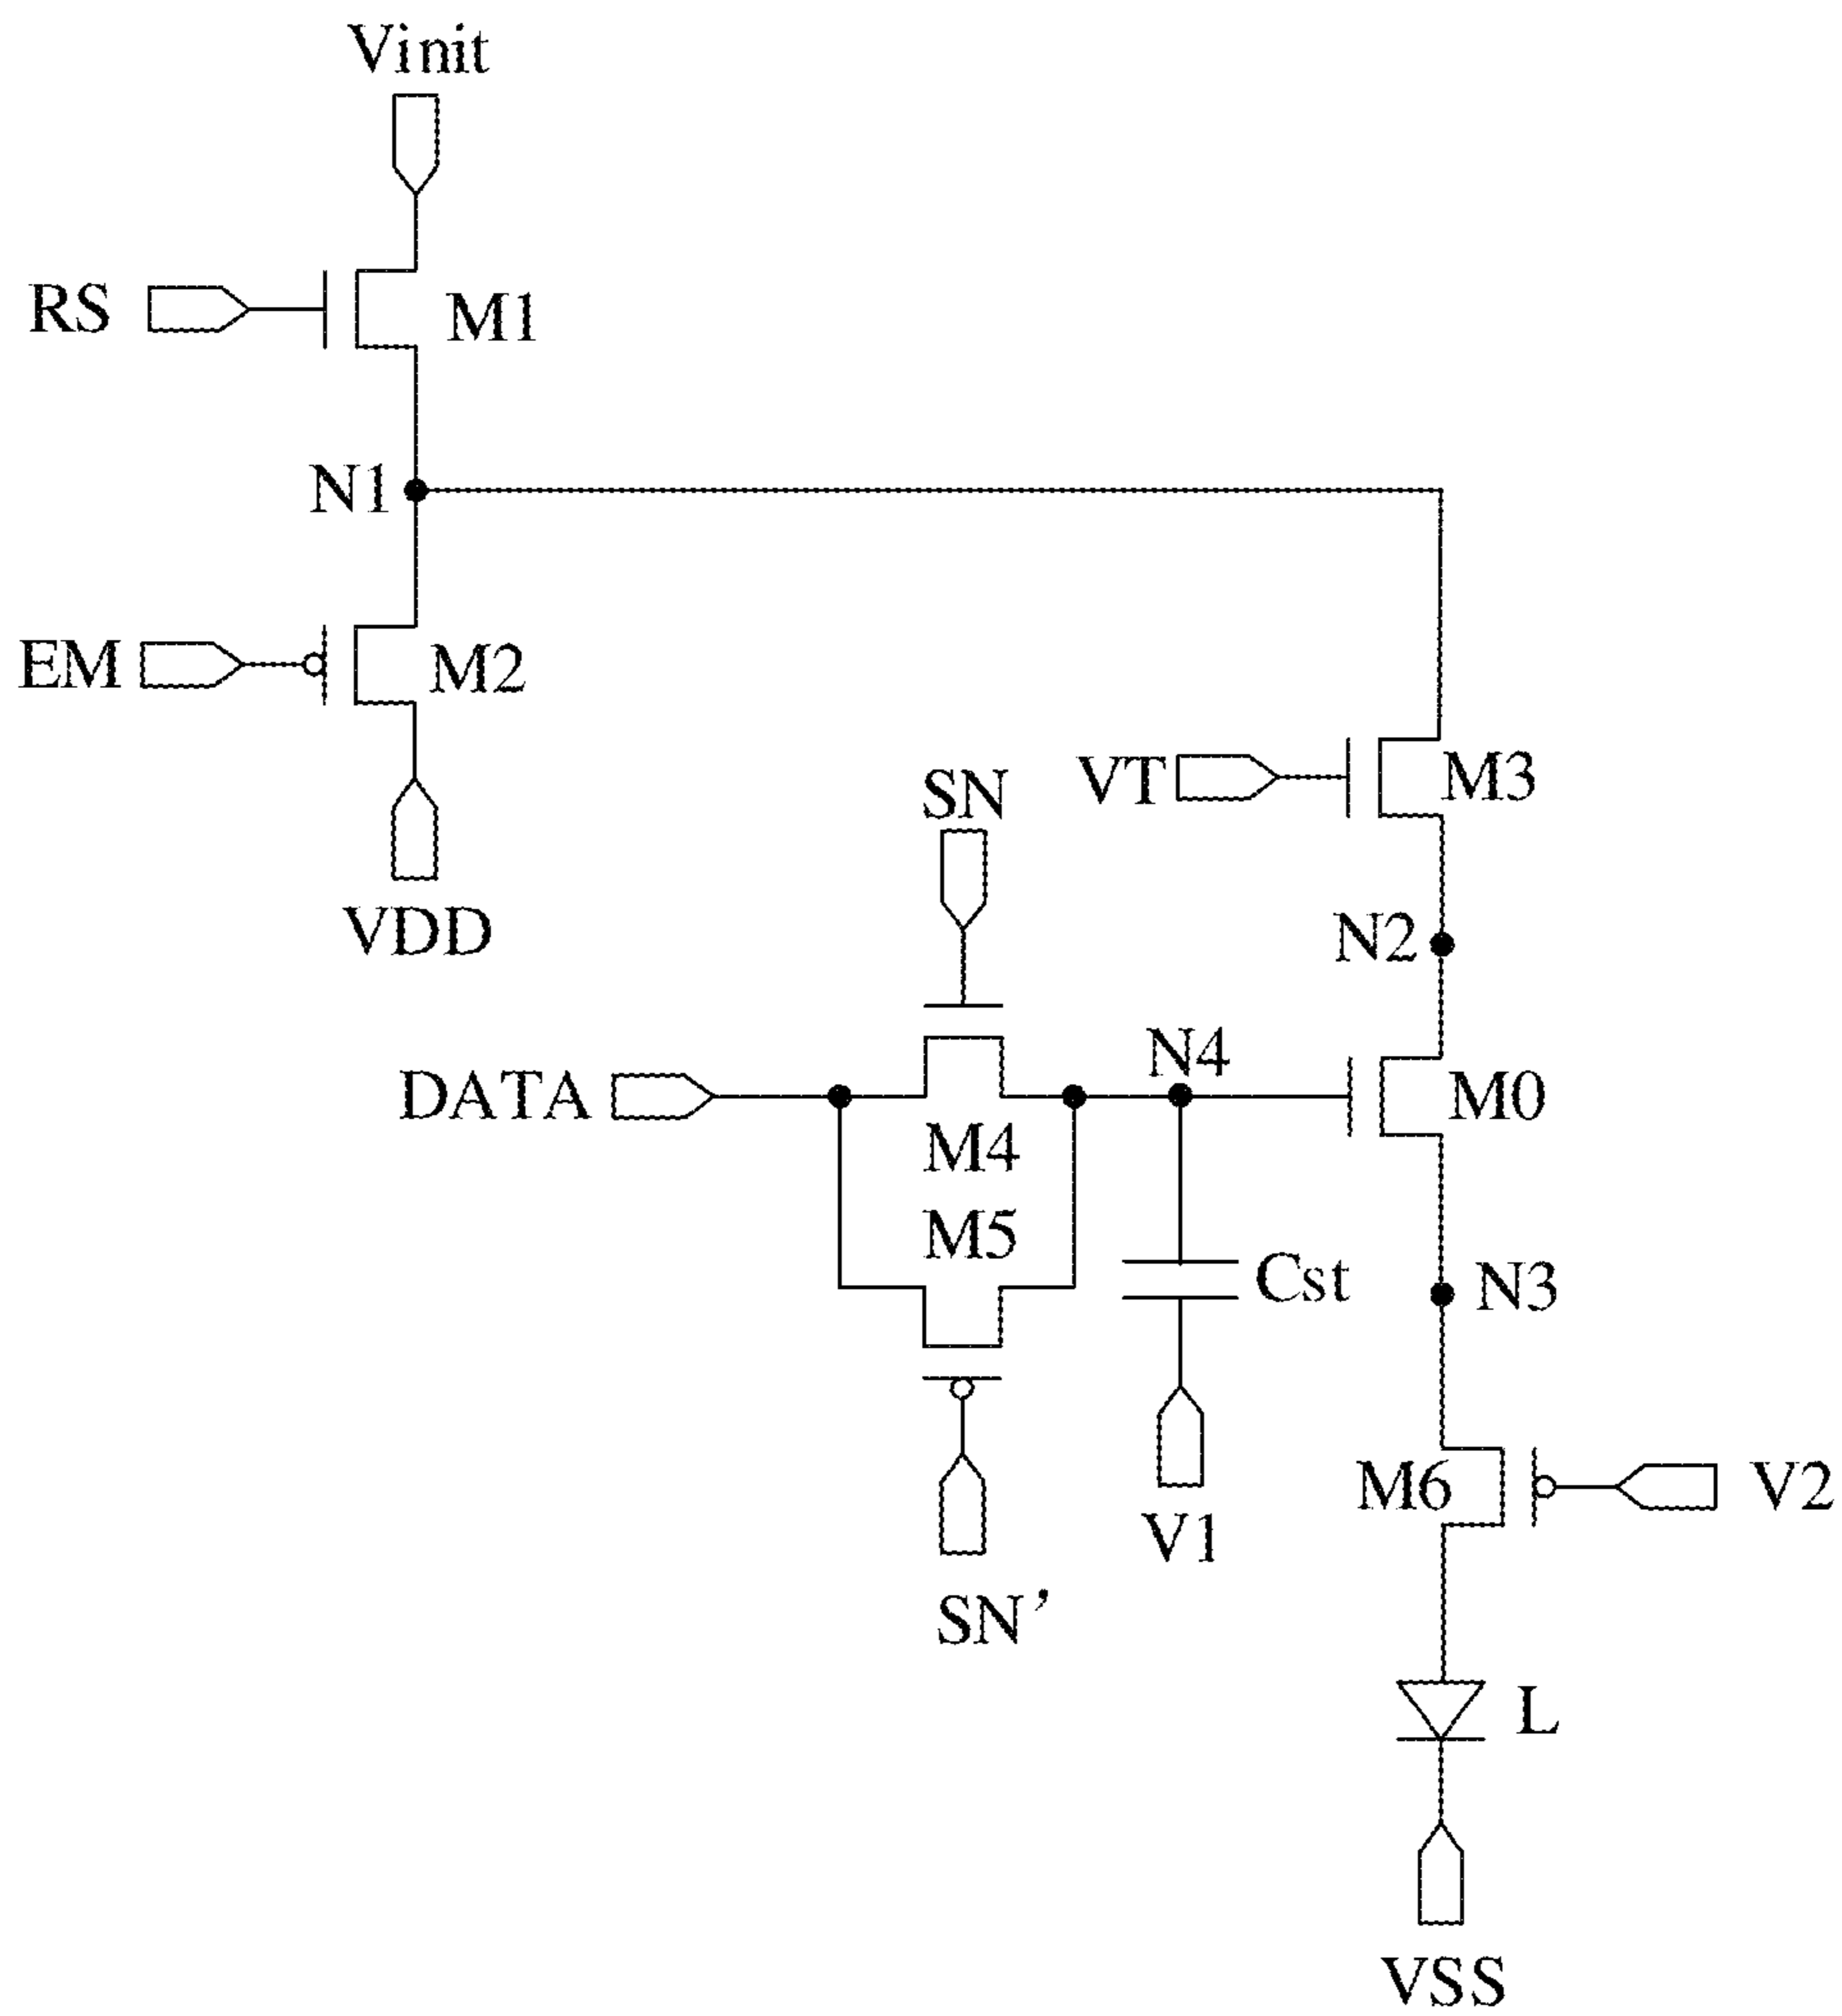 Vinit
RS
M1
N1
EM
M2
VDD
VT
M3
SN
N2
N4
DATA
M0
M4
M5
Cst
N3
M6
V2
V1
SN’
L
VSS